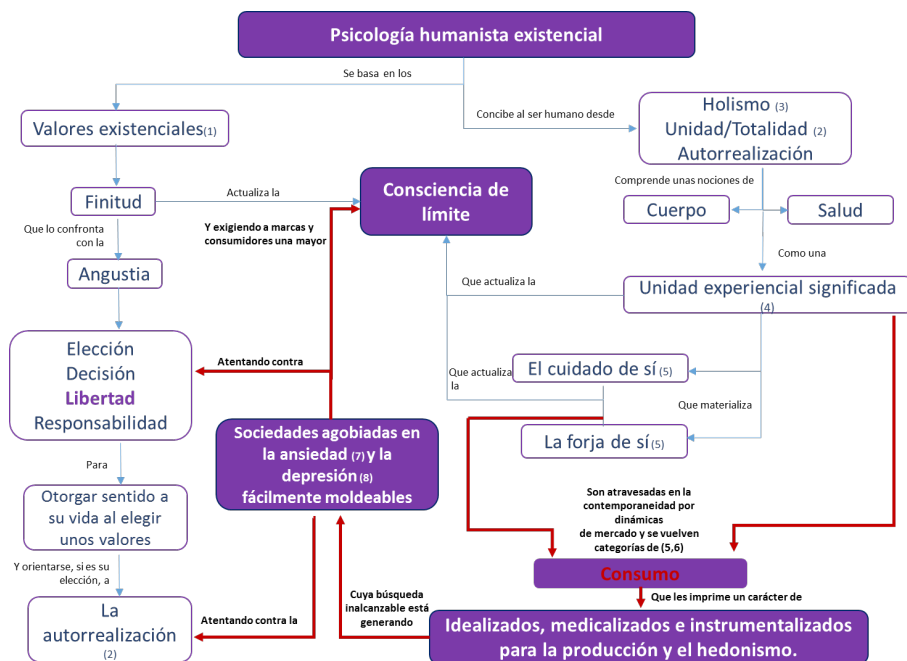 Psicología humanista existencial
Se basa en los
Concibe al ser humano desde
Valores existenciales(1)
Holismo (3)
Unidad/Totalidad (2)
Autorrealización
Finitud
Actualiza la
Consciencia de
límite
Comprende unas nociones de
Cuerpo
Salud
Que lo confronta
con la
Y exigiendo a marcas y
consumidores una mayor
Como una
Angustia
Que actualiza la
Unidad experiencial significada
(4)
Elección
Decisión
Libertad
Responsabilidad
Atentando contra
Que actualiza
la
El cuidado de sí (5)
Que materializa
La forja de sí (5)
Sociedades agobiadas en
la ansiedad (7) y la
depresión (8)
fácilmente moldeables
Para
Otorgar sentido a
su vida al elegir
unos valores
Son atravesadas en la
contemporaneidad por
dinámicas
de mercado y se vuelven
categorías de (5,6)
Y orientarse, si es su
elección, a
Consumo
Cuya búsqueda
inalcanzable está
generando
Que les imprime un carácter de
La
autorrealización
(2)
Atentando contra la
Idealizados, medicalizados e instrumentalizados
para la producción y el hedonismo.